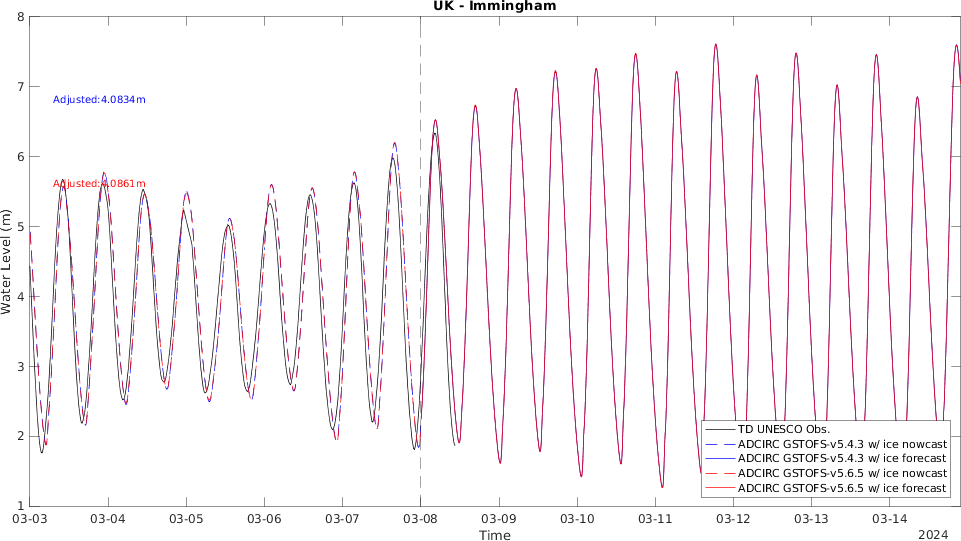 UK - Immingham
8
7
6
5
4
3
2
1
Water Level (m)
Adjusted:4.0834m
Adjusted:4.0861m
TD UNESCO Obs.
ADCIRC GSTOFS-v5.4.3 w/ ice nowcast
ADCIRC GSTOFS-v5.4.3 w/ ice forecast
ADCIRC GSTOFS-v5.6.5 w/ ice nowcast
ADCIRC GSTOFS-v5.6.5 w/ ice forecast
03-03 03-04 03-05 03-06 03-07 03-08 03-09 03-10 03-11 03-12 03-13 03-14
Time
2024